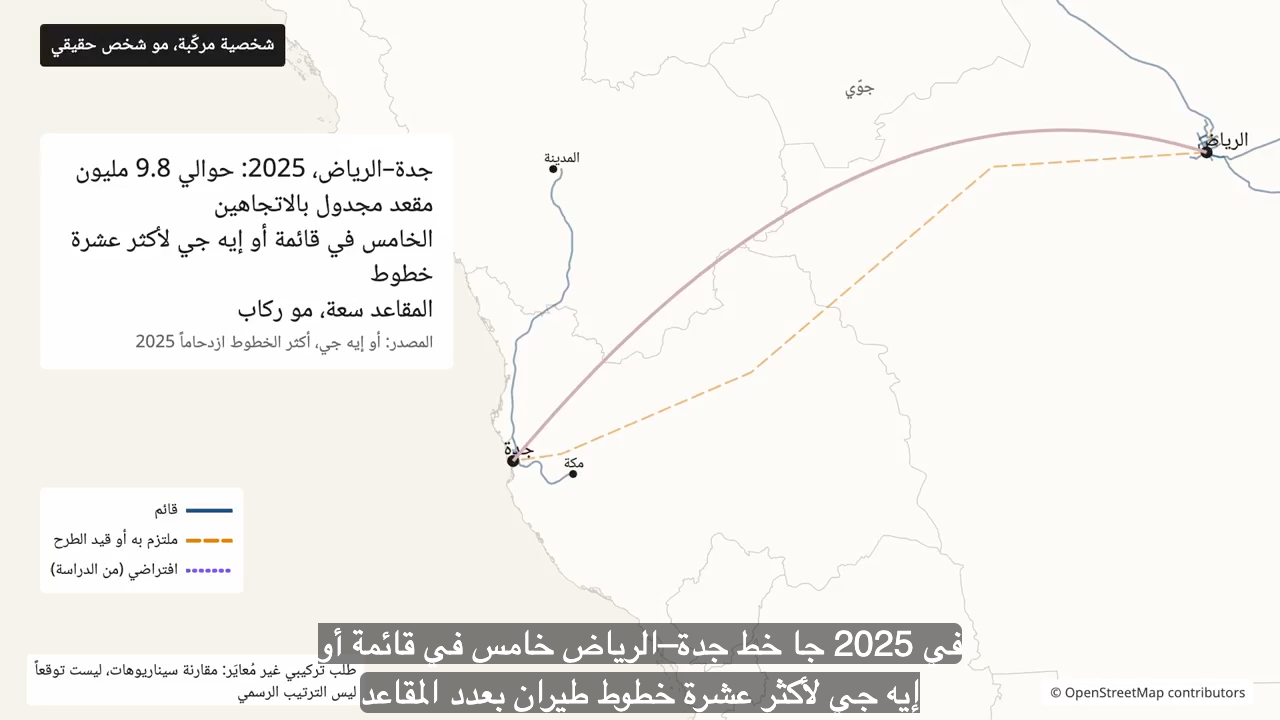 شخصية مركّبة، مو شخص حقيقي
جدة–الرياض، 2025: حوالي 9.8 مليون
مقعد مجدول بالاتجاهين
الخامس في قائمة أو إيه جي لأكثر عشرة
خطوط
المقاعد سعة، مو ركاب
المصدر: أو إيه جي، أكثر الخطوط ازدحاماً 2025
جوّي
الرياض
المدينة
جدة
مكة
قائم
ملتزم به أو قيد الطرح
افتراضي (من الدراسة)
في 2025 جا خط جدة–الرياض خامس في قائمة أو
إيه جي لأكثر عشرة خطوط طيران بعدد المقاعد
طلب تركيبي غير مُعايَر: مقارنة سيناريوهات، ليست توقعاً
ليس الترتيب الرسمي
© OpenStreetMap contributors